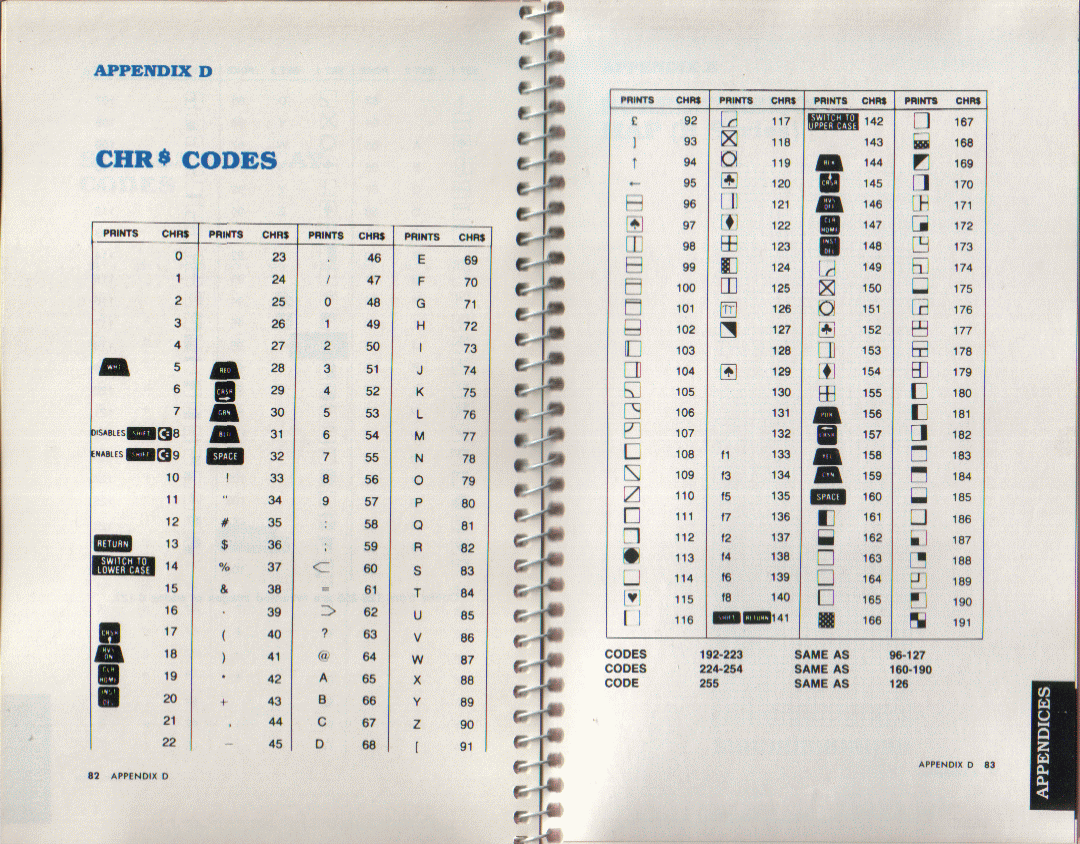 APPENDIX D
CHR$ CODES
PRINTS CHR$ PRINTS CHR$ PRINTS CHR$ PRINTS CHR$
0 23 . 46 E 69
1 24 / 47 F 70
2 25 0 48 G 71
3 26 1 49 H 72
4 27 2 50 I 73
WHT 5 RED 28 3 51 J 74
6 CRSR → 29 4 52 K 75
7 GRN 30 5 53 L 76
DISABLES SHIFT C= 8 BLU 31 6 54 M 77
ENABLES SHIFT C= 9 SPACE 32 7 55 N 78
10 ! 33 8 56 O 79
11 " 34 9 57 P 80
12 # 35 : 58 Q 81
RETURN 13 $ 36 ; 59 R 82
SWITCH TO LOWER CASE 14 % 37 < 60 S 83
15 & 38 = 61 T 84
16 . 39 > 62 U 85
CRSR ↑ 17 ( 40 ? 63 V 86
RVS ON 18 ) 41 @ 64 W 87
CLR HOME 19 * 42 A 65 X 88
INST DEL 20 + 43 B 66 Y 89
21 , 44 C 67 Z 90
22 – 45 D 68 [ 91
82 APPENDIX D
PRINTS CHR$ PRINTS CHR$ PRINTS CHR$ PRINTS CHR$
£ 92 117 SWITCH TO UPPER CASE 142 167
] 93 118 143 168
↑ 94 119 BLK 144 169
← 95 ♣ 120 CRSR 145 170
96 121 RVS OFF 146 171
♠ 97 ♦ 122 CLR HOME 147 172
98 123 INST DEL 148 173
99 124 149 174
100 125 150 175
101 126 151 176
102 127 ♣ 152 177
103 128 153 178
104 ♠ 129 ♦ 154 179
105 130 155 180
106 131 PUR 156 181
107 132 ← CRSR 157 182
108 f1 133 YEL 158 183
109 f3 134 CYN 159 184
110 f5 135 SPACE 160 185
111 f7 136 161 186
112 f2 137 162 187
113 f4 138 163 188
114 f6 139 164 189
♥ 115 f8 140 165 190
116 SHIFT RETURN 141 166 191
CODES 192-223 SAME AS 96-127
CODES 224-254 SAME AS 160-190
CODE 255 SAME AS 126
APPENDIX D 83
APPENDICES